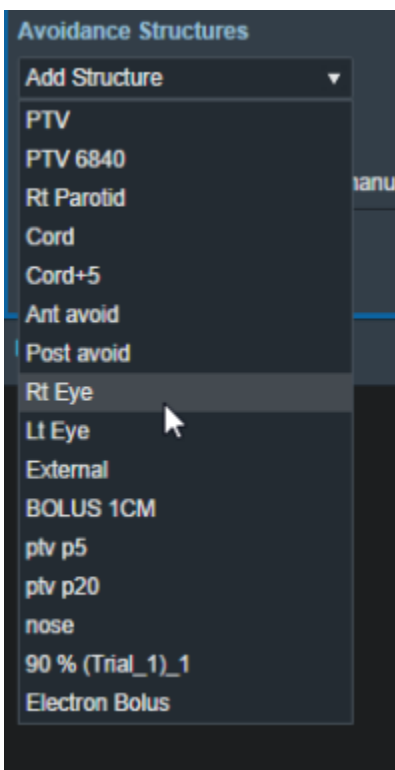 Avoidance Structures
Add Structure
PTV
PTV 6840
Rt Parotid
Cord
Cord+5
Ant avoid
Post avoid
Rt Eye
Lt Eye
External
BOLUS 1CM
ptv p5
ptv p20
nose
90 % (Trial_1)_1
Electron Bolus